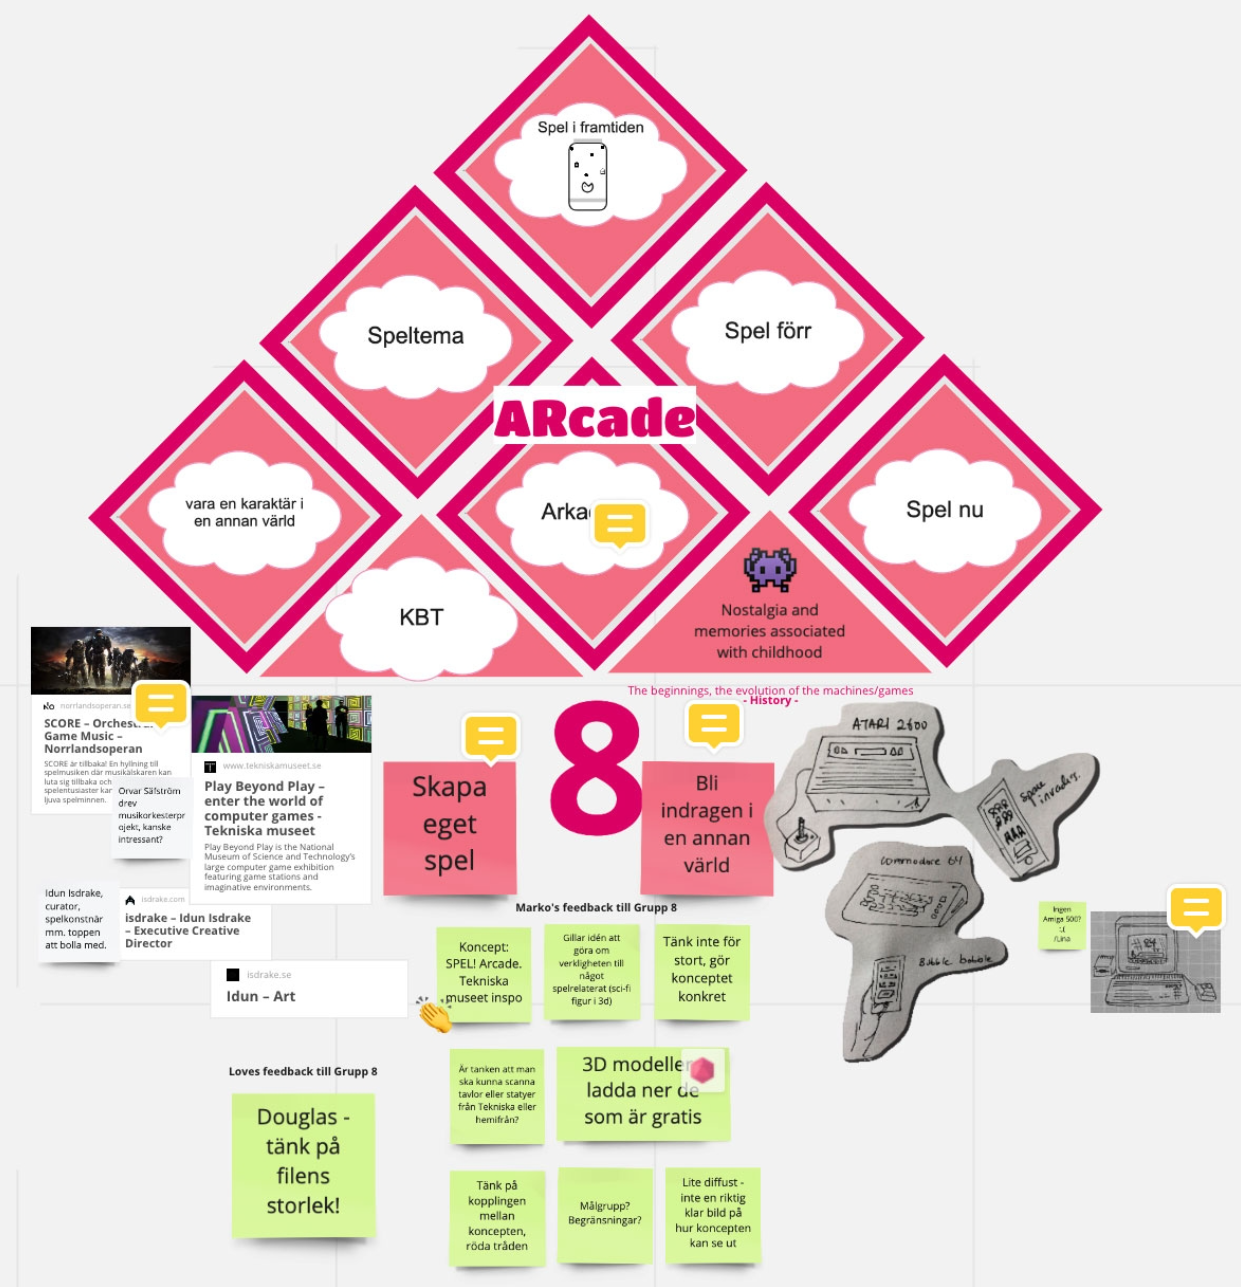 Spel i framtiden
Speltema
Spel förr
ARcade
vara en karaktär i
en annan värld
Spel nu
KBT
Nostalgia and
memories associated
with childhood
norrlandsoperan.se
SCORE –
Game Music –
Norrlandsoperan
SCORE är tillbaka! En hyllning till
spelmusiken där musikälskaren kan
luta sig tillbaka och
spelentusiaster kan
ljuva spelminnen.
Orvar Säfström
drev
musikorkesterpr
ojekt, kanske
intressant?
www.tekniskamuseet.se
Play Beyond Play –
enter the world of
computer games -
Tekniska museet
Play Beyond Play is the National
Museum of Science and Technology's
large computer game exhibition
featuring game stations and
imaginative environments.
Idun Isdrake,
curator,
spelkonstnär
mm. toppen
att bolla med.
isdrake.com
isdrake – Idun Isdrake
– Executive Creative
Director
isdrake.se
Idun – Art
Skapa
eget
spel
8
The beginnings, the evolution of the machines/games
- History -
Bli
indragen i
en annan
värld
ATARI 2600
Space
invaders.
Commodore 64
Bubble bobble
Ingen
Amiga 500?
:(
/Lina
Marko's feedback till Grupp 8
Koncept:
SPEL! Arcade.
Tekniska
museet inspo
Gillar idén att
göra om
verkligheten till
något
spelrelaterat (sci-fi
figur i 3d)
Tänk inte för
stort, gör
konceptet
konkret
Är tanken att man
ska kunna scanna
tavlor eller statyer
från Tekniska eller
hemifrån?
3D modeller
ladda ner de
som är gratis
Tänk på
kopplingen
mellan
koncepten,
röda tråden
Målgrupp?
Begränsningar?
Lite diffust -
inte en riktig
klar bild på
hur koncepten
kan se ut
Loves feedback till Grupp 8
Douglas -
tänk på
filens
storlek!